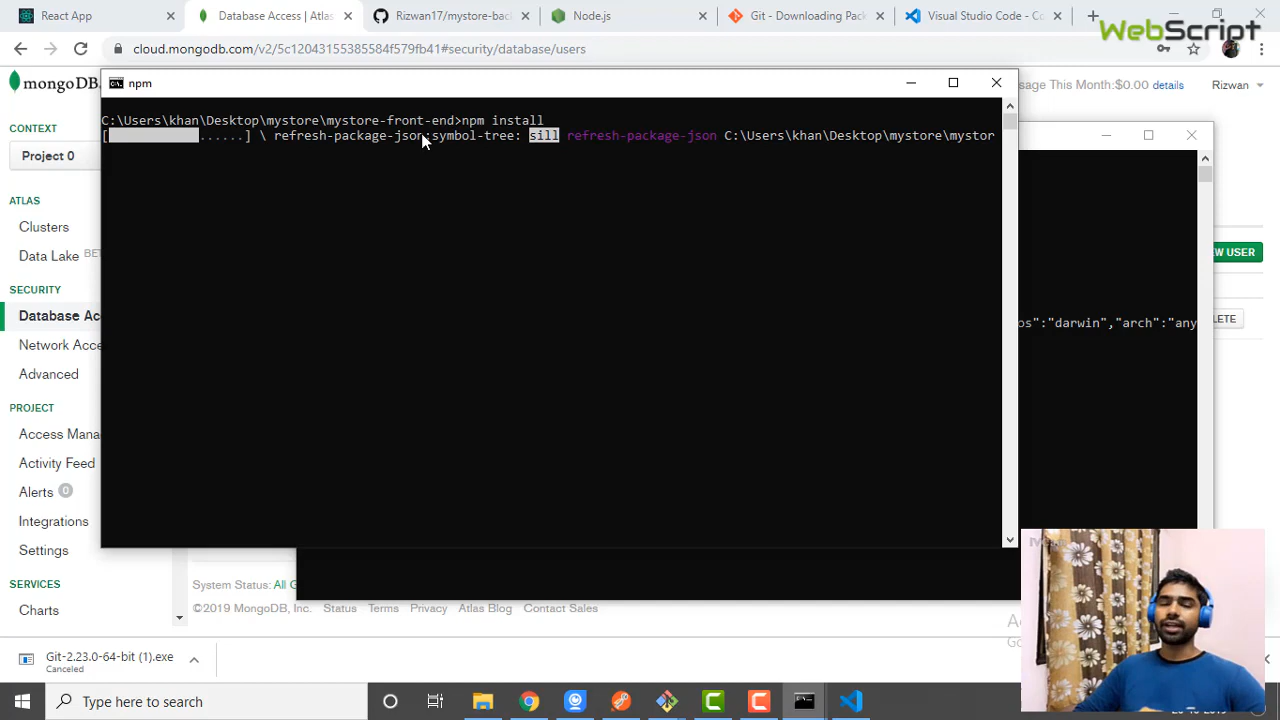 React App
Database Access | Atlas
Rizwan17/mystore-bac
Node.js
Git - Downloading Pack
Visual Studio Code - Co
WebScript
cloud.mongodb.com/v2/5c12043155385584f579fb41#security/database/users
mongoDB.
npm
sage This Month:$0.00 details
Rizwan
CONTEXT
Project 0
ATLAS
Clusters
Data Lake BET
SECURITY
Database Acc
Network Acce
Advanced
PROJECT
Access Mana
Activity Feed
Alerts 0
Integrations
Settings
SERVICES
Charts
C:\Users\khan\Desktop\mystore\mystore-front-end>npm install
[ ......] \ refresh-package-json:symbol-tree: sill refresh-package-json C:\Users\khan\Desktop\mystore\mystor
EW USER
LETE
os":"darwin","arch":"any
System Status: All G
©2019 MongoDB, Inc. Status Terms Privacy Atlas Blog Contact Sales
Git-2.23.0-64-bit (1).exe
Canceled
Type here to search